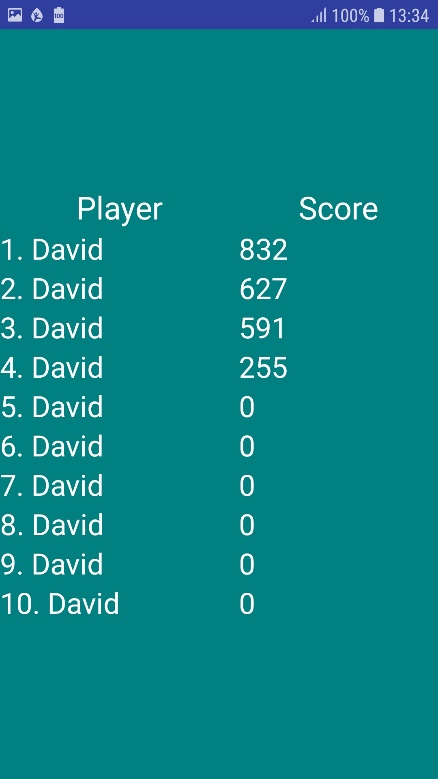 100 100% 13:34
Player Score
1. David 832
2. David 627
3. David 591
4. David 255
5. David 0
6. David 0
7. David 0
8. David 0
9. David 0
10. David 0